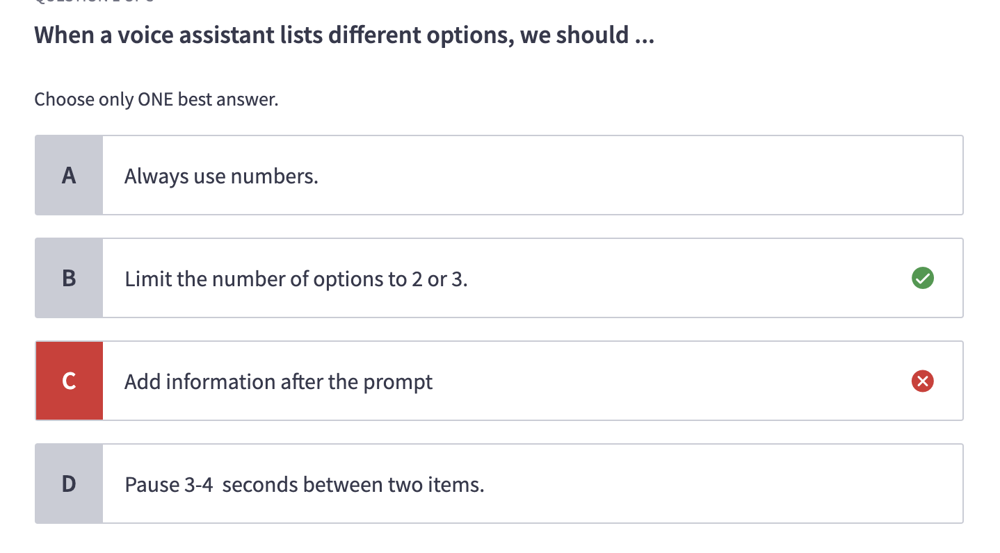 When a voice assistant lists different options, we should ...
Choose only ONE best answer.
A
Always use numbers.
B
Limit the number of options to 2 or 3.
C
Add information after the prompt
D
Pause 3-4  seconds between two items.